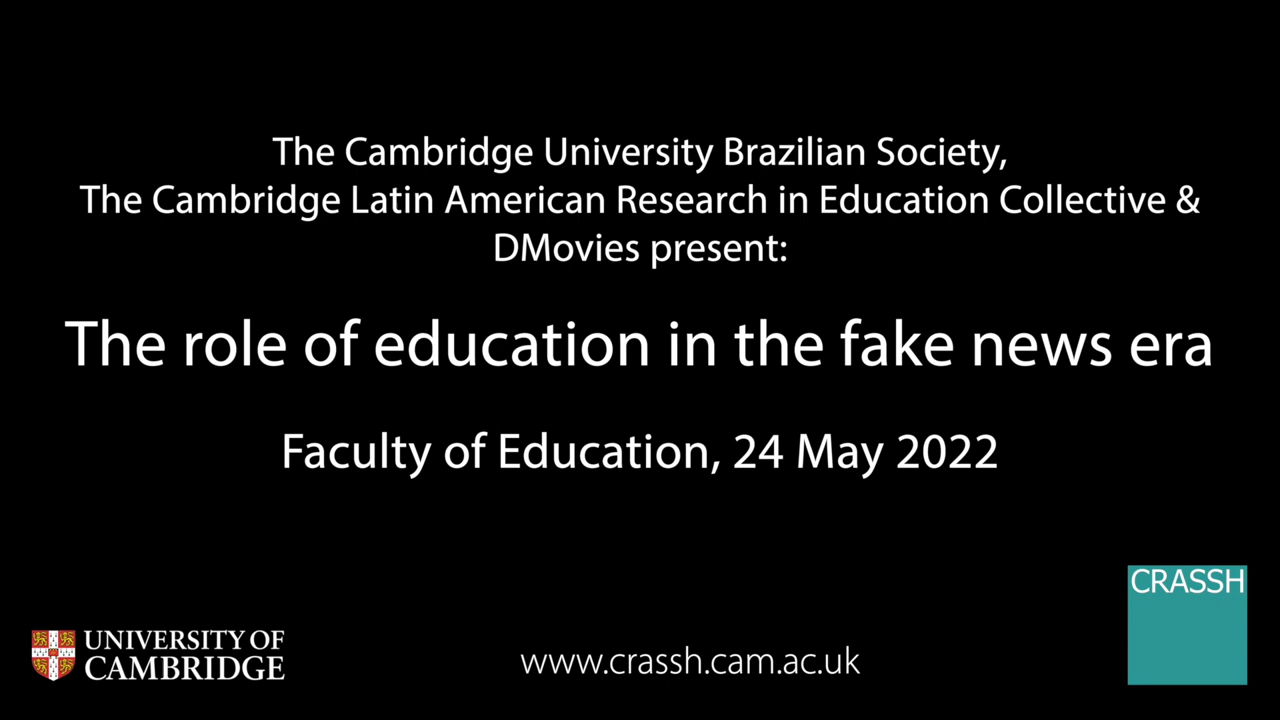 The Cambridge University Brazilian Society,
The Cambridge Latin American Research in Education Collective &
DMovies present:
The role of education in the fake news era
Faculty of Education, 24 May 2022
CRASSH
UNIVERSITY OF
CAMBRIDGE
www.crassh.cam.ac.uk